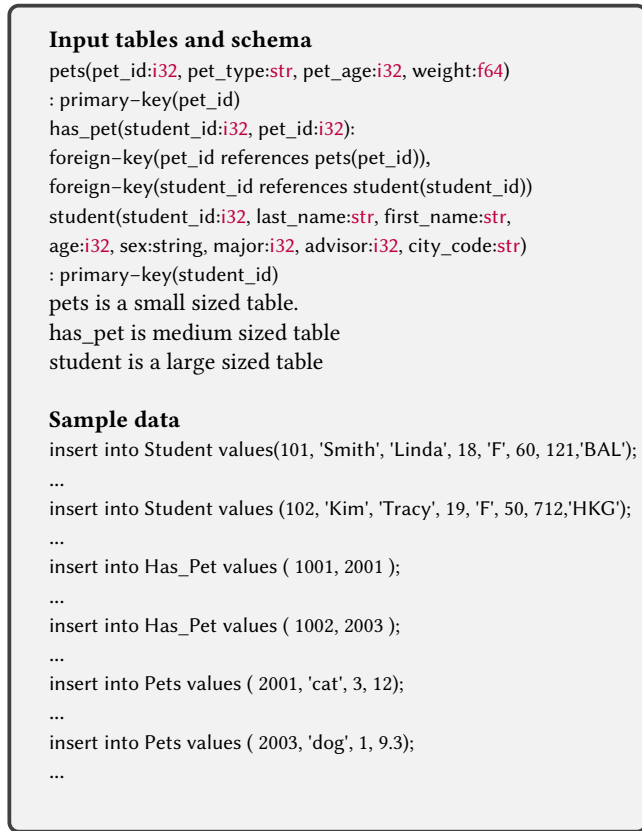 Input tables and schema
pets(pet_id:i32, pet_type:str, pet_age:i32, weight:f64)
: primary–key(pet_id)
has_pet(student_id:i32, pet_id:i32):
foreign–key(pet_id references pets(pet_id)),
foreign–key(student_id references student(student_id))
student(student_id:i32, last_name:str, first_name:str,
age:i32, sex:string, major:i32, advisor:i32, city_code:str)
: primary–key(student_id)
pets is a small sized table.
has_pet is medium sized table
student is a large sized table
Sample data
insert into Student values(101, 'Smith', 'Linda', 18, 'F', 60, 121,'BAL');
...
insert into Student values (102, 'Kim', 'Tracy', 19, 'F', 50, 712,'HKG');
...
insert into Has_Pet values ( 1001, 2001 );
...
insert into Has_Pet values ( 1002, 2003 );
...
insert into Pets values ( 2001, 'cat', 3, 12);
...
insert into Pets values ( 2003, 'dog', 1, 9.3);
...